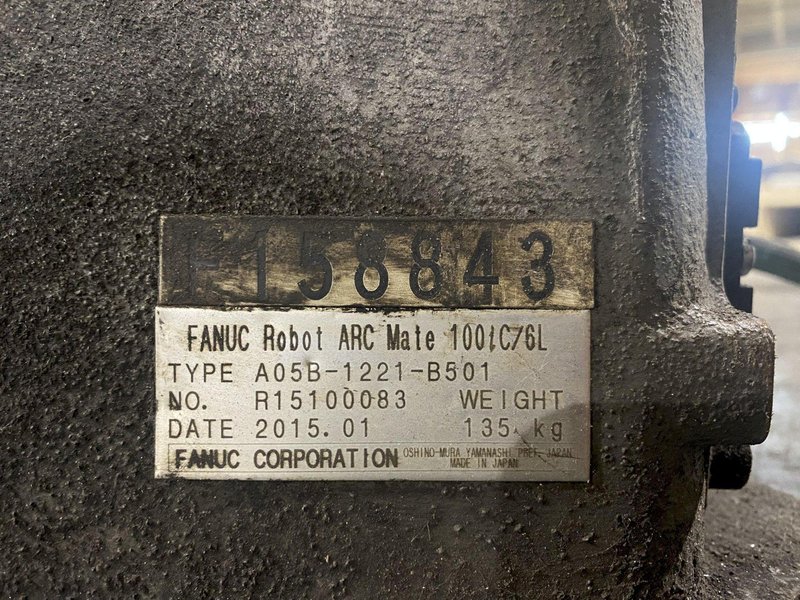 F158843
FANUC Robot ARC Mate 100iC/6L
TYPE A05B-1221-B501
NO. R15100083 WEIGHT
DATE 2015.01 135 kg
FANUC CORPORATION OSHINO-MURA YAMANASHI PREF. JAPAN
MADE IN JAPAN